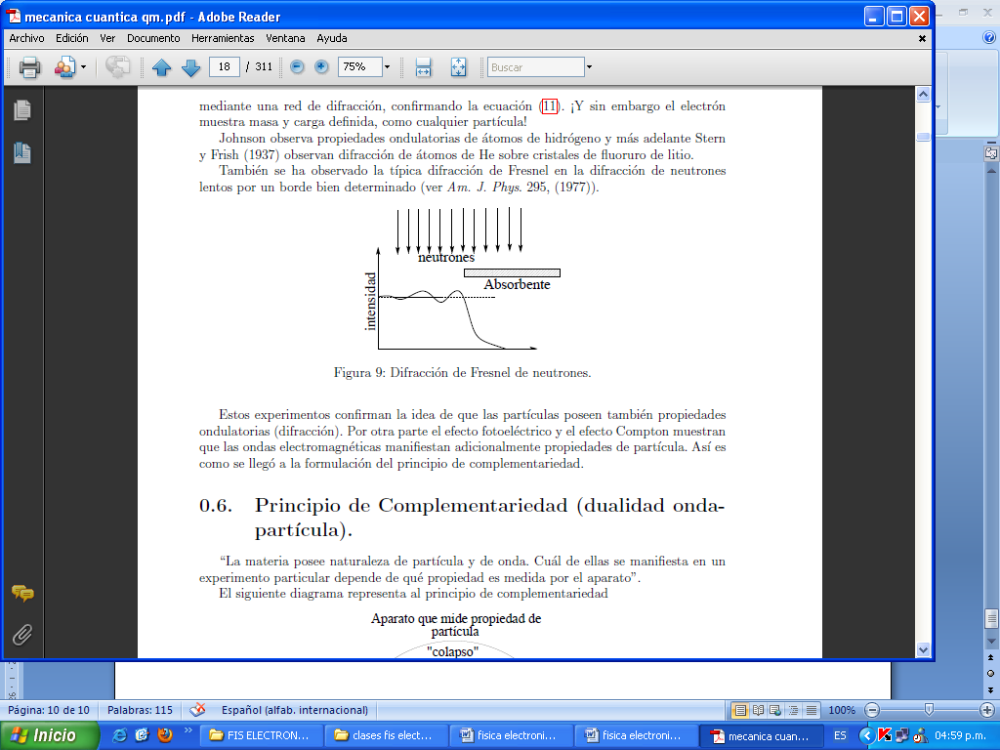 mecanica cuantica qm.pdf - Adobe Reader
Archivo Edición Ver Documento Herramientas Ventana Ayuda
18 / 311 75% Buscar
mediante una red de difracción, confirmando la ecuación (11). ¡Y sin embargo el electrón
muestra masa y carga definida, como cualquier partícula!
Johnson observa propiedades ondulatorias de átomos de hidrógeno y más adelante Stern
y Frish (1937) observan difracción de átomos de He sobre cristales de fluoruro de litio.
También se ha observado la típica difracción de Fresnel en la difracción de neutrones
lentos por un borde bien determinado (ver Am. J. Phys. 295, (1977)).
neutrones
Absorbente
intensidad
Figura 9: Difracción de Fresnel de neutrones.
Estos experimentos confirman la idea de que las partículas poseen también propiedades
ondulatorias (difracción). Por otra parte el efecto fotoeléctrico y el efecto Compton muestran
que las ondas electromagnéticas manifiestan adicionalmente propiedades de partícula. Así es
como se llegó a la formulación del principio de complementariedad.
0.6. Principio de Complementariedad (dualidad onda-
partícula).
“La materia posee naturaleza de partícula y de onda. Cuál de ellas se manifiesta en un
experimento particular depende de qué propiedad es medida por el aparato”.
El siguiente diagrama representa al principio de complementariedad
Aparato que mide propiedad de
partícula
"colapso"
Página: 10 de 10 Palabras: 115 Español (alfab. internacional) 100%
Inicio FIS ELECTRON... clases fis elect... fisica electroni... fisica electroni... mecanica cuan... ES 04:59 p.m.